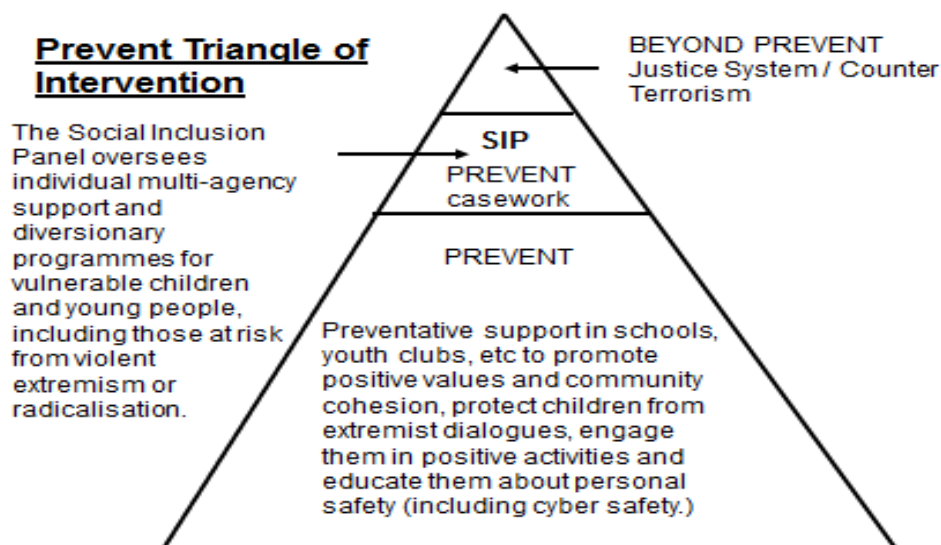 Prevent Triangle of
Intervention
The Social Inclusion
Panel oversees
individual multi-agency
support and
diversionary
programmes for
vulnerable children
and young people,
including those at risk
from violent
extremism or
radicalisation.
BEYOND PREVENT
Justice System / Counter
Terrorism
SIP
PREVENT
casework
PREVENT
Preventative support in schools,
youth clubs, etc to promote
positive values and community
cohesion, protect children from
extremist dialogues, engage
them in positive activities and
educate them about personal
safety (including cyber safety.)